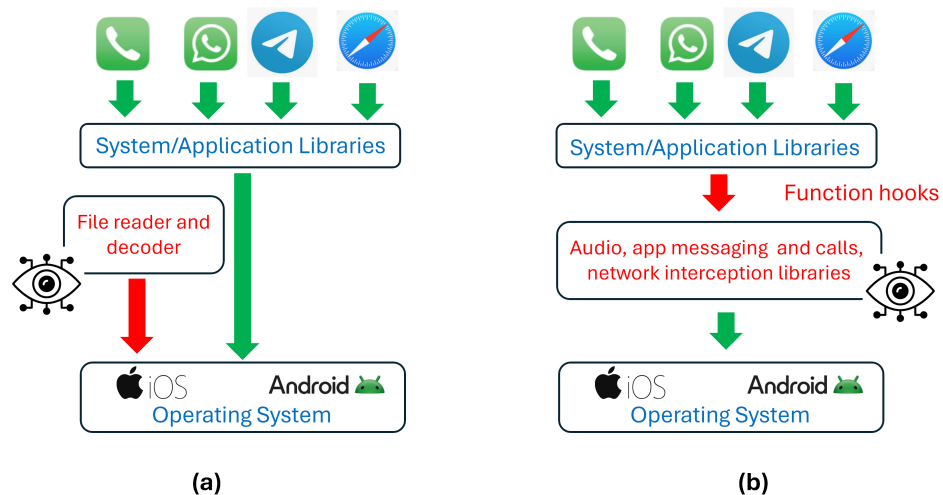 System/Application Libraries
File reader and
decoder
iOS
Android
Operating System
(a)
System/Application Libraries
Function hooks
Audio, app messaging and calls,
network interception libraries
iOS
Android
Operating System
(b)